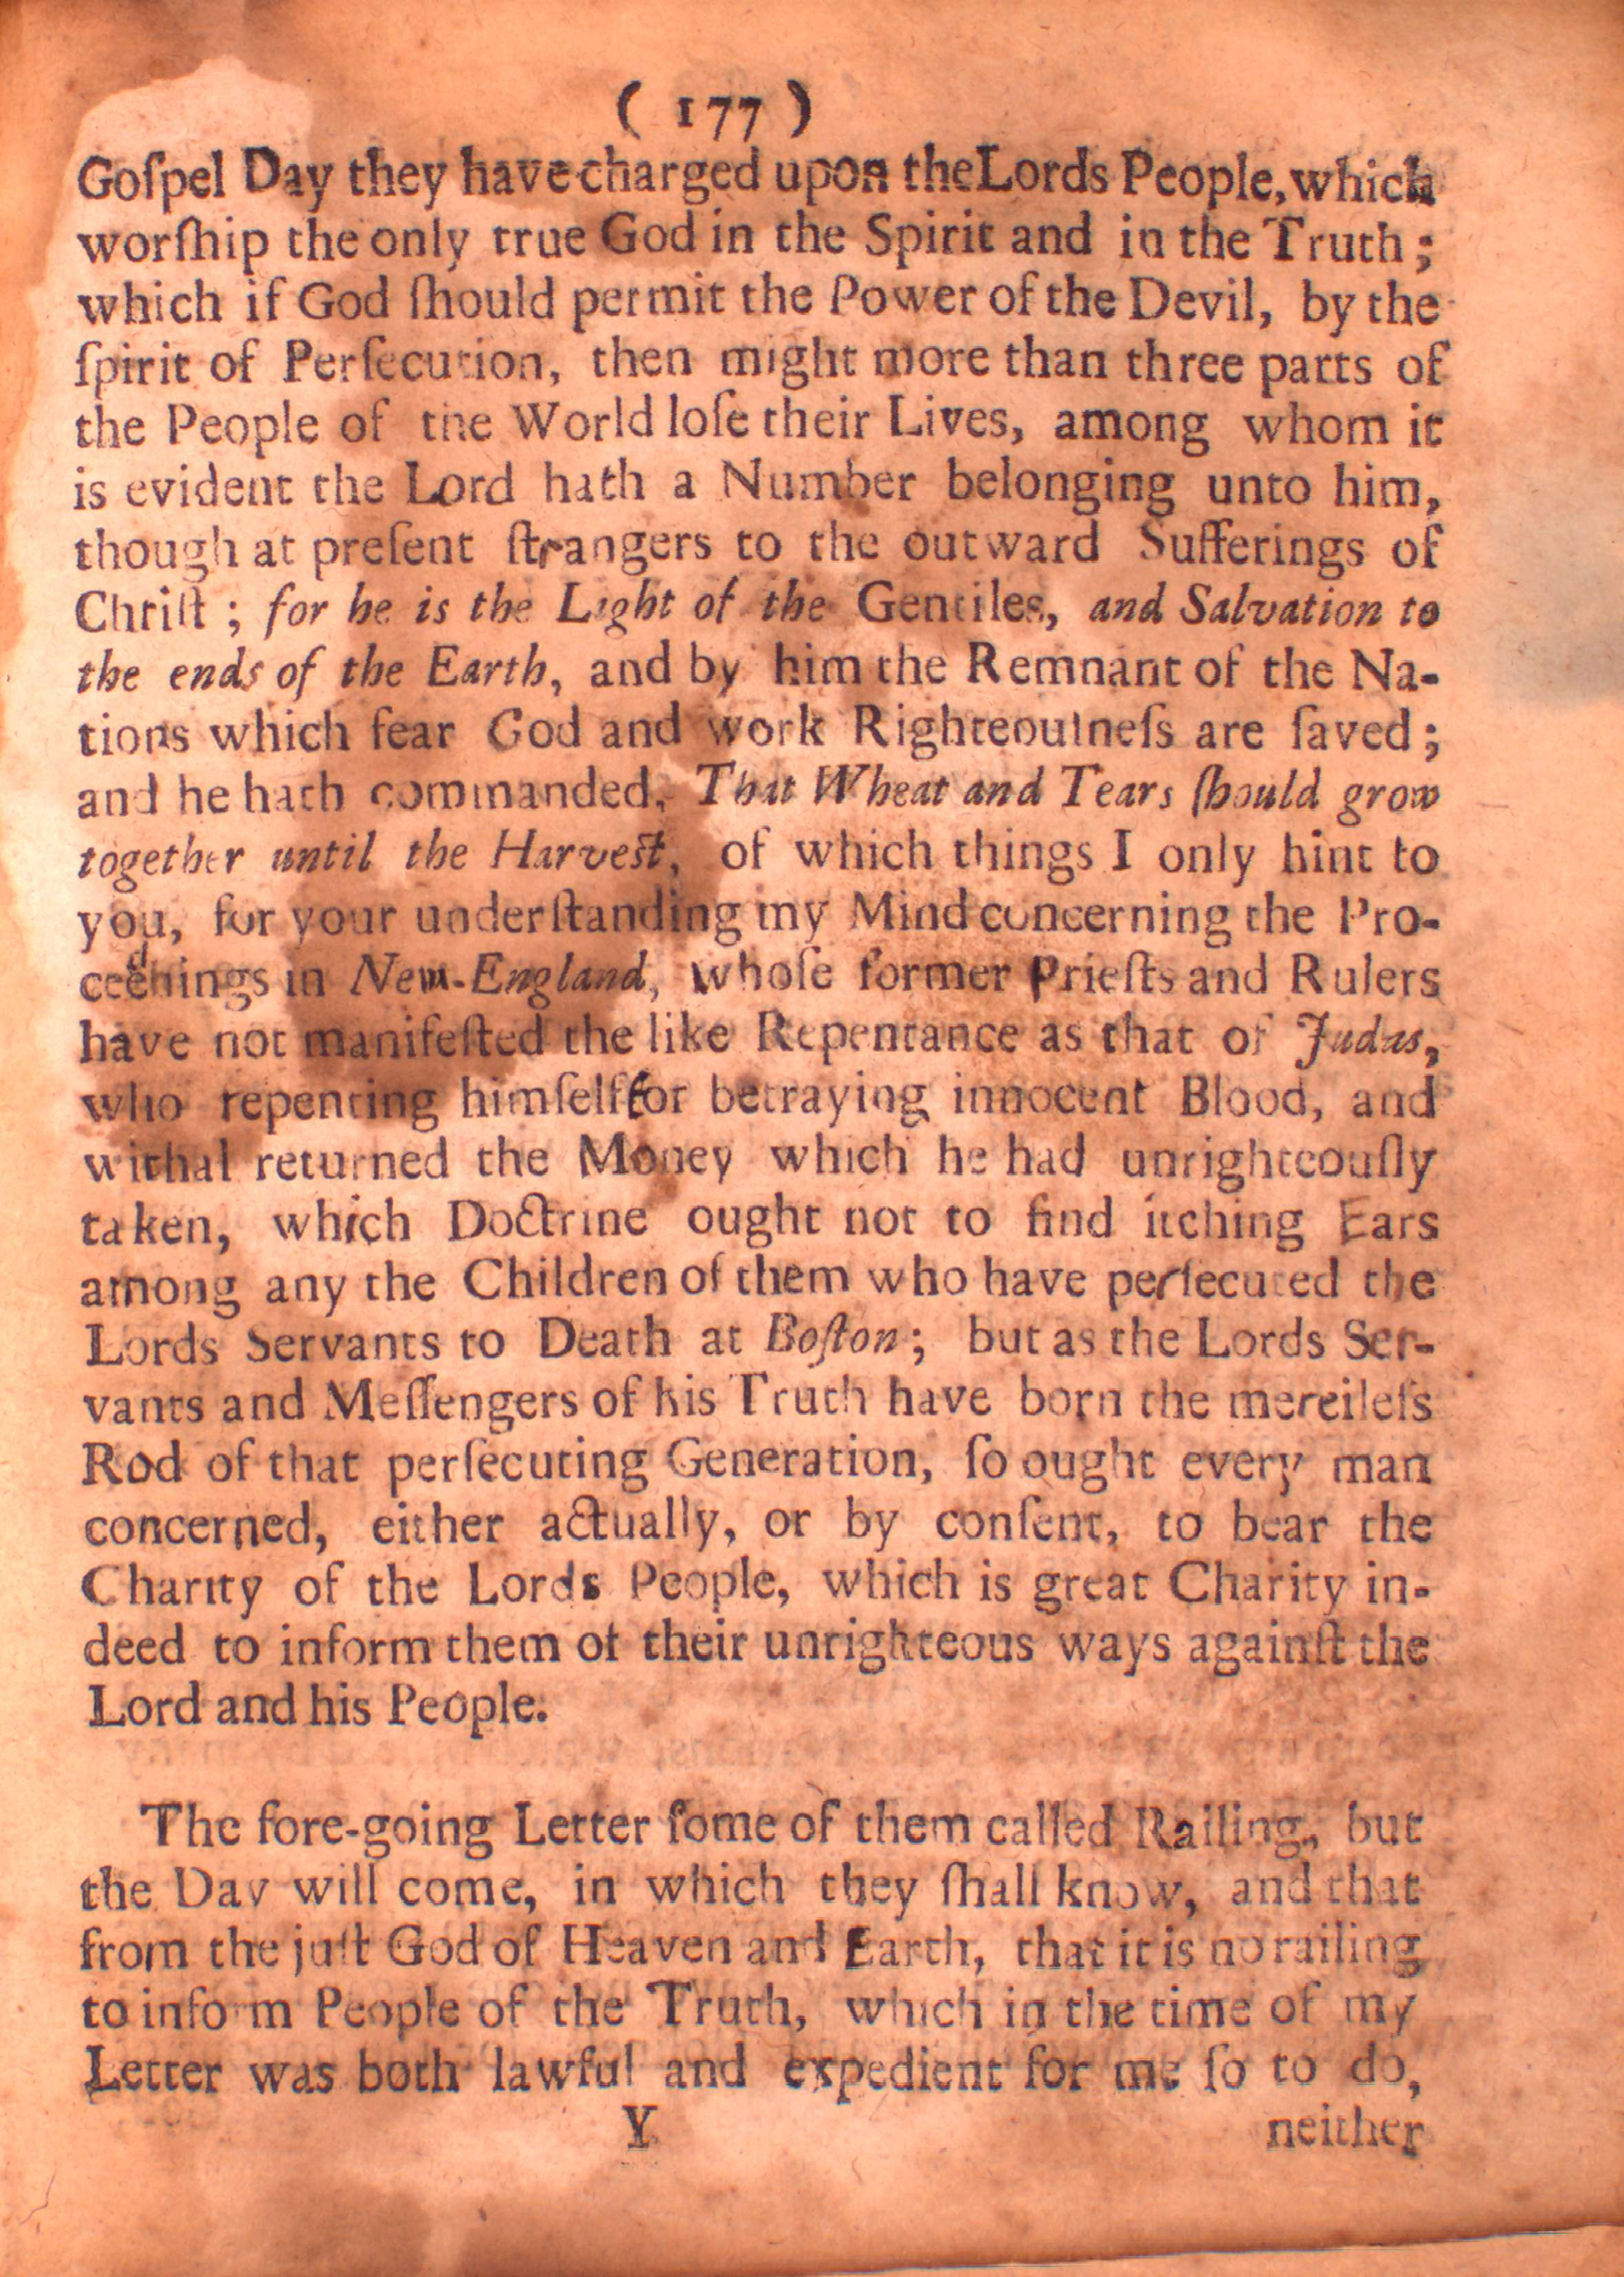 ( 177 )
Goſpel Day they have charged upon the Lords People, which
worſhip the only true God in the Spirit and in the Truth ;
which if God ſhould permit the Power of the Devil, by the
ſpirit of Perſecution, then might more than three parts of
the People of the World loſe their Lives, among whom it
is evident the Lord hath a Number belonging unto him,
though at preſent ſtrangers to the outward Sufferings of
Chriſt ; for he is the Light of the Gentiles, and Salvation to
the ends of the Earth, and by him the Remnant of the Na-
tions which fear God and work Righteouſneſs are ſaved ;
and he hath commanded, That Wheat and Tears ſhould grow
together until the Harveſt, of which things I only hint to
you, for your underſtanding my Mind concerning the Pro-
ceedings in New-England, whoſe former Prieſts and Rulers
have not manifeſted the like Repentance as that of Judas,
who repenting himſelf for betraying innocent Blood, and
withal returned the Money which he had unrighteouſly
taken, which Doctrine ought not to find itching Ears
among any the Children of them who have perſecuted the
Lords Servants to Death at Boſton ; but as the Lords Ser-
vants and Meſſengers of his Truth have born the mereileſs
Rod of that perſecuting Generation, ſo ought every man
concerned, either actually, or by conſent, to bear the
Charity of the Lords People, which is great Charity in-
deed to inform them of their unrighteous ways againſt the
Lord and his People.
The fore-going Letter ſome of them called Railing, but
the Day will come, in which they ſhall know, and that
from the juſt God of Heaven and Earth, that it is no railing
to inform People of the Truth, which in the time of my
Letter was both lawful and expedient for me ſo to do,
Y neither